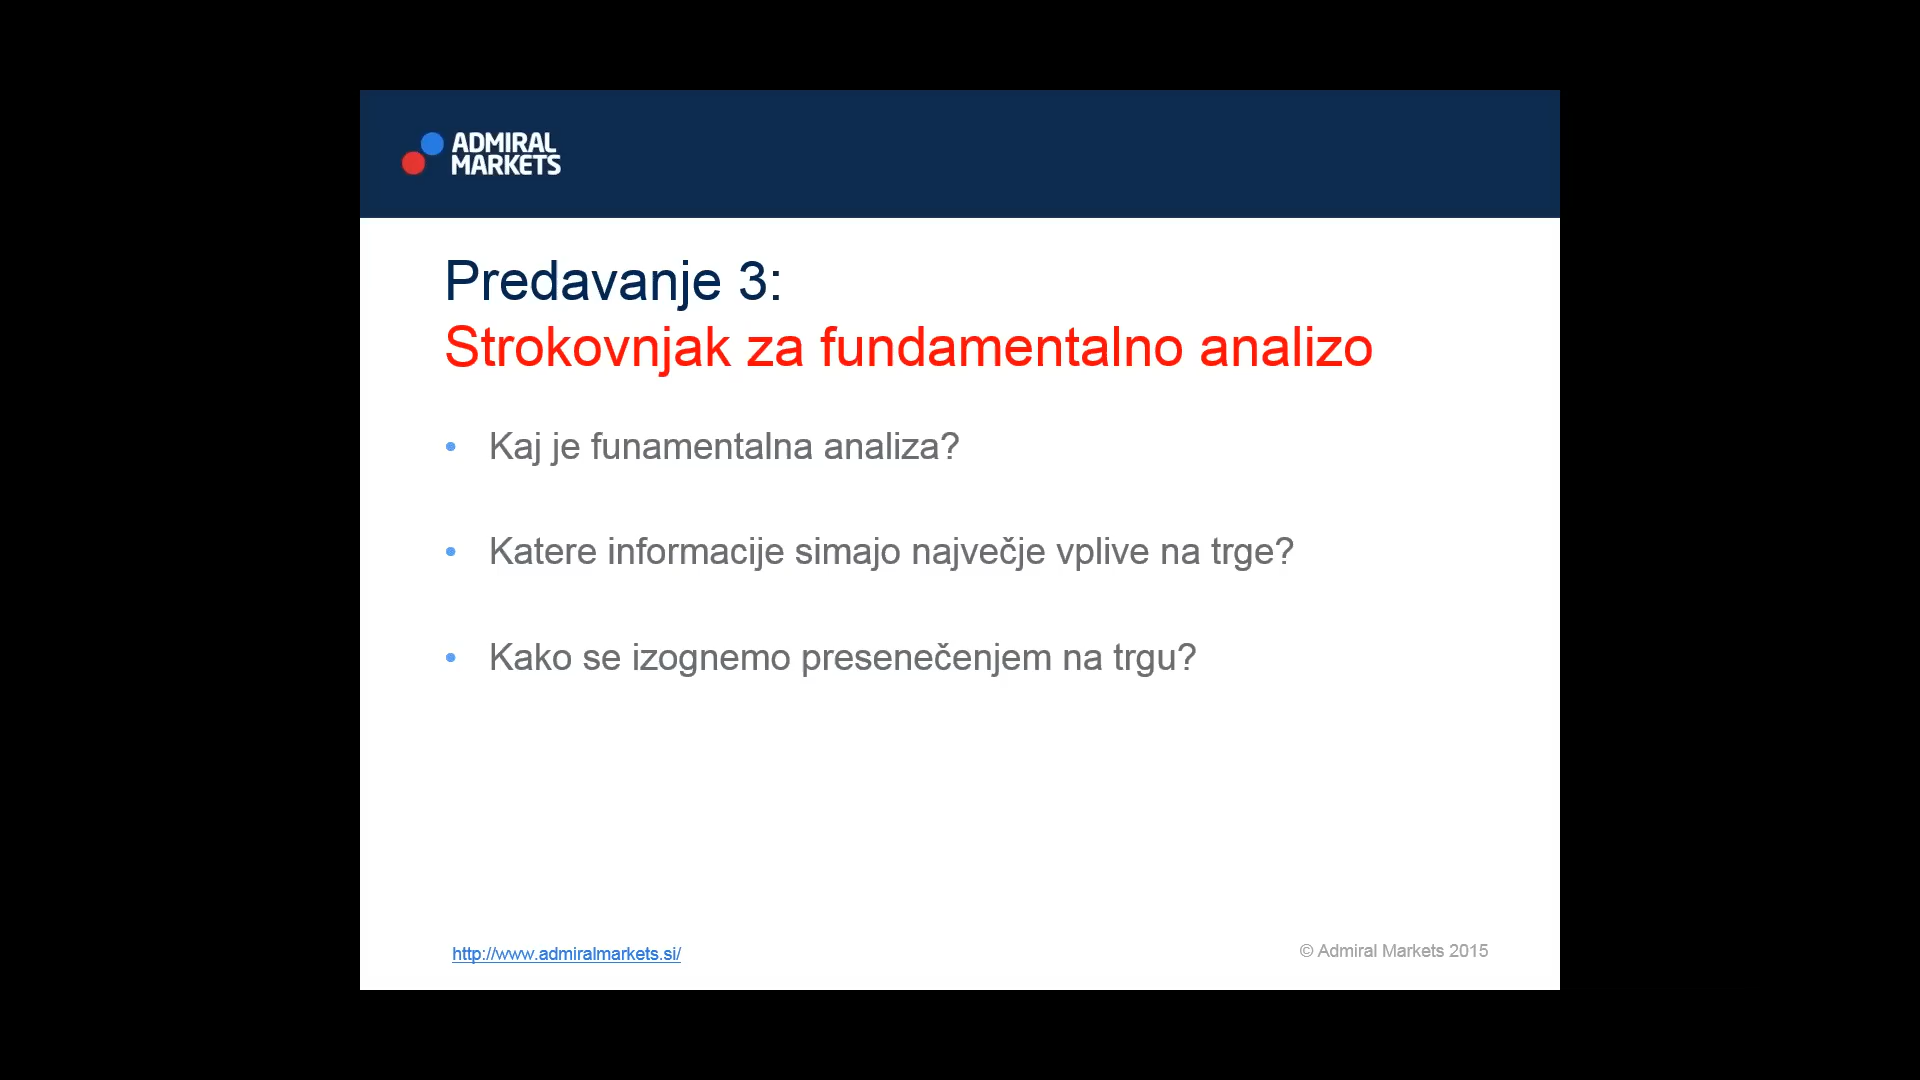 ADMIRAL
MARKETS
Predavanje 3:
Strokovnjak za fundamentalno analizo
• Kaj je funamentalna analiza?
• Katere informacije simajo največje vplive na trge?
• Kako se izognemo presenečenjem na trgu?
http://www.admiralmarkets.si/
© Admiral Markets 2015